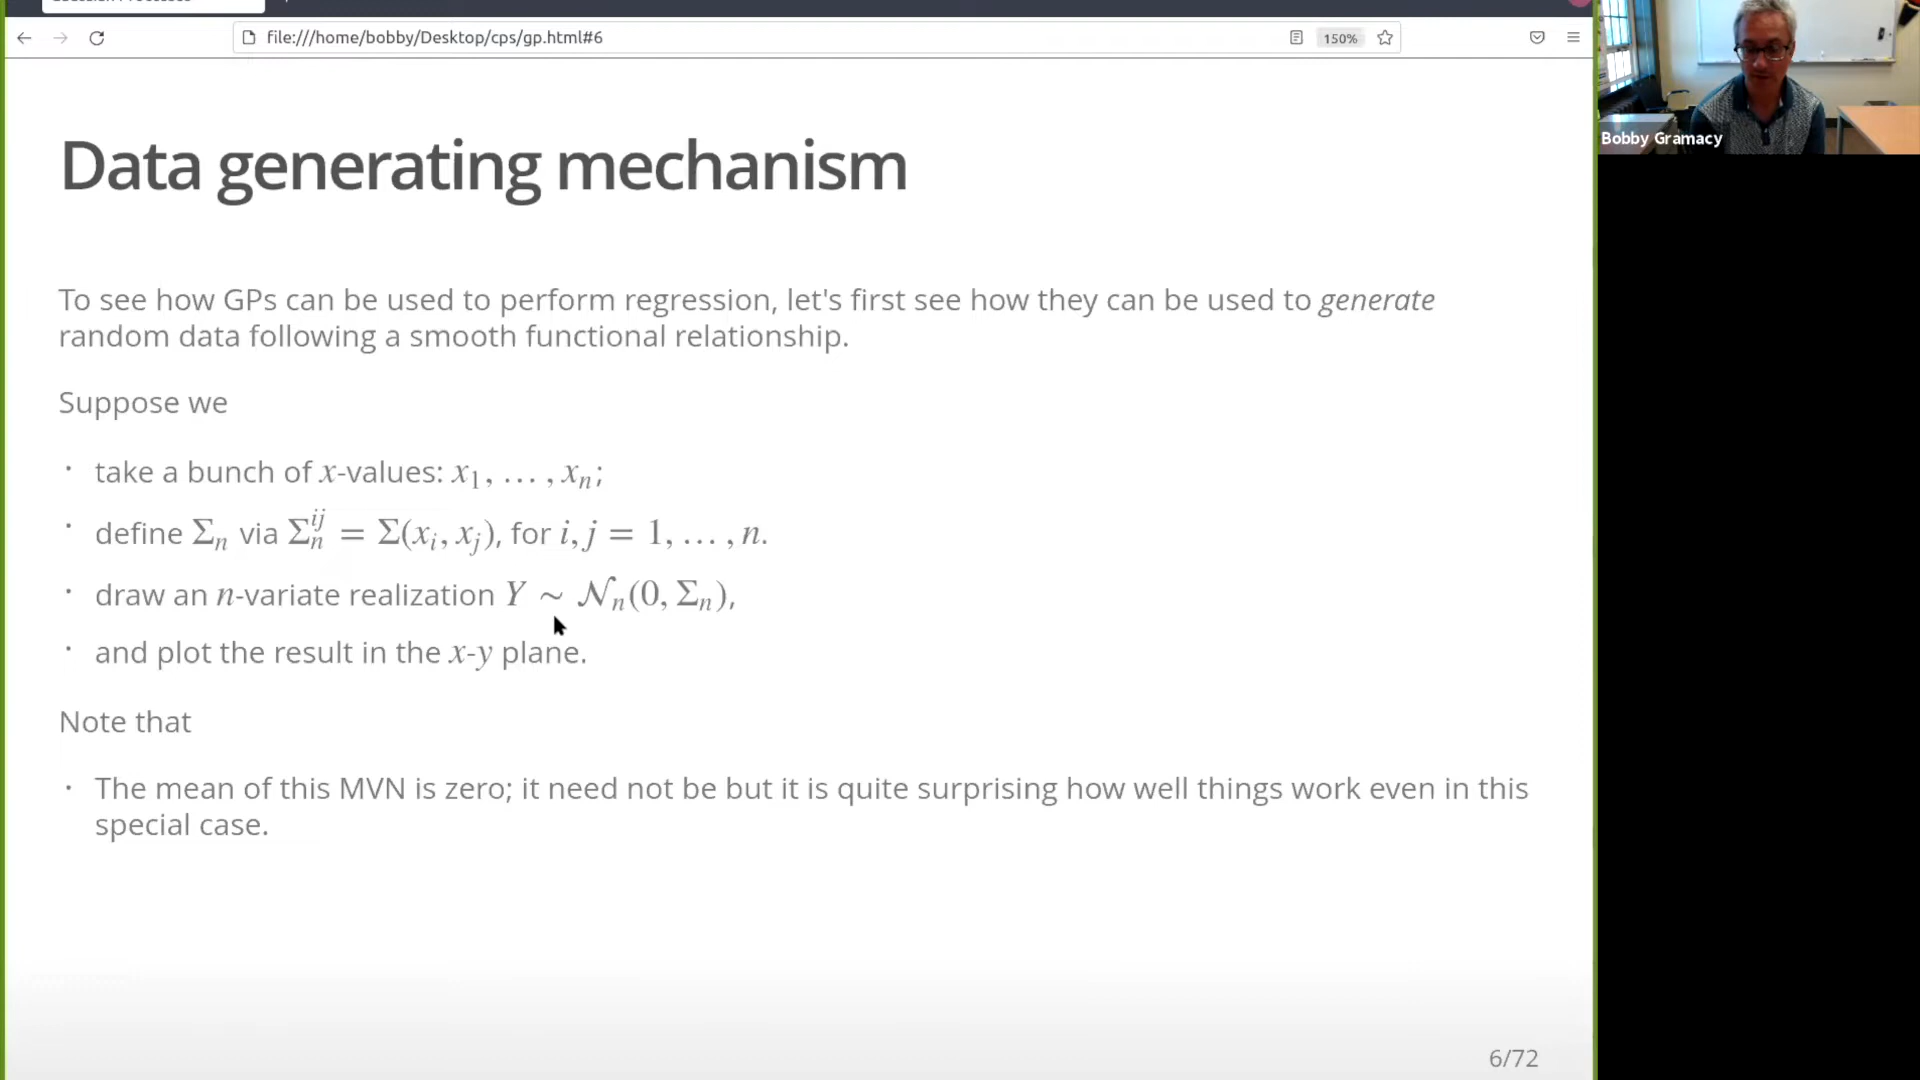 file:///home/bobby/Desktop/cps/gp.html#6
150%
Bobby Gramacy
Data generating mechanism
To see how GPs can be used to perform regression, let's first see how they can be used to generate
random data following a smooth functional relationship.
Suppose we
· take a bunch of x-values: x₁, … , xₙ;
· define Σₙ via Σₙⁱʲ = Σ(xᵢ, xⱼ), for i, j = 1, … , n.
· draw an n-variate realization Y ∼ 𝒩ₙ(0, Σₙ),
· and plot the result in the x-y plane.
Note that
· The mean of this MVN is zero; it need not be but it is quite surprising how well things work even in this
special case.
6/72